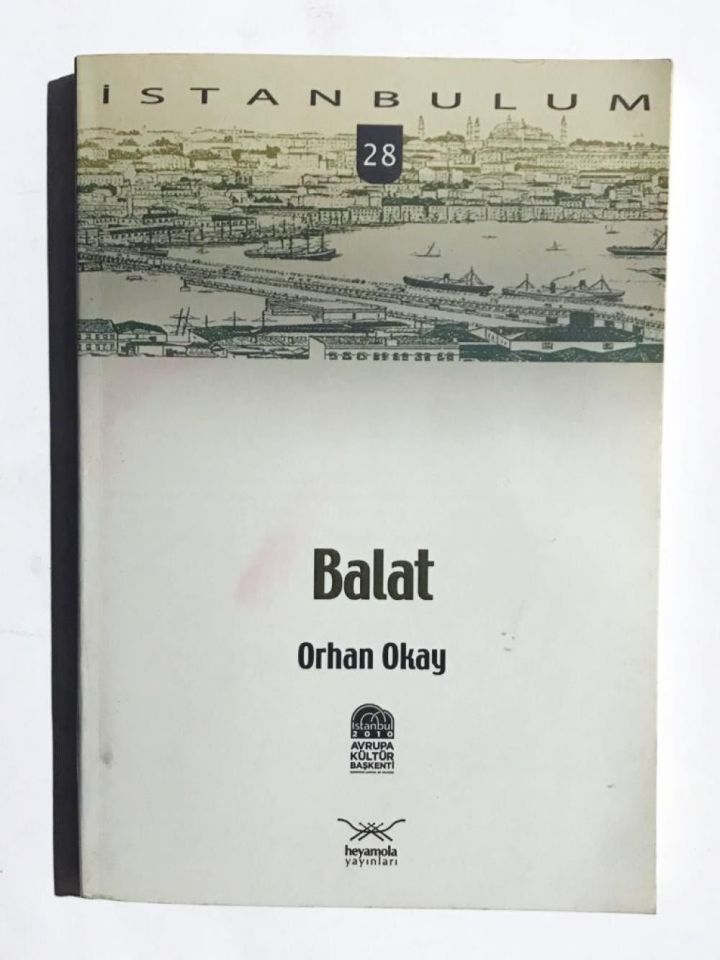 İSTANBULUM
28
Balat
Orhan Okay
İstanbul
2010
AVRUPA
KÜLTÜR
BAŞKENTİ
heyamola
yayınları